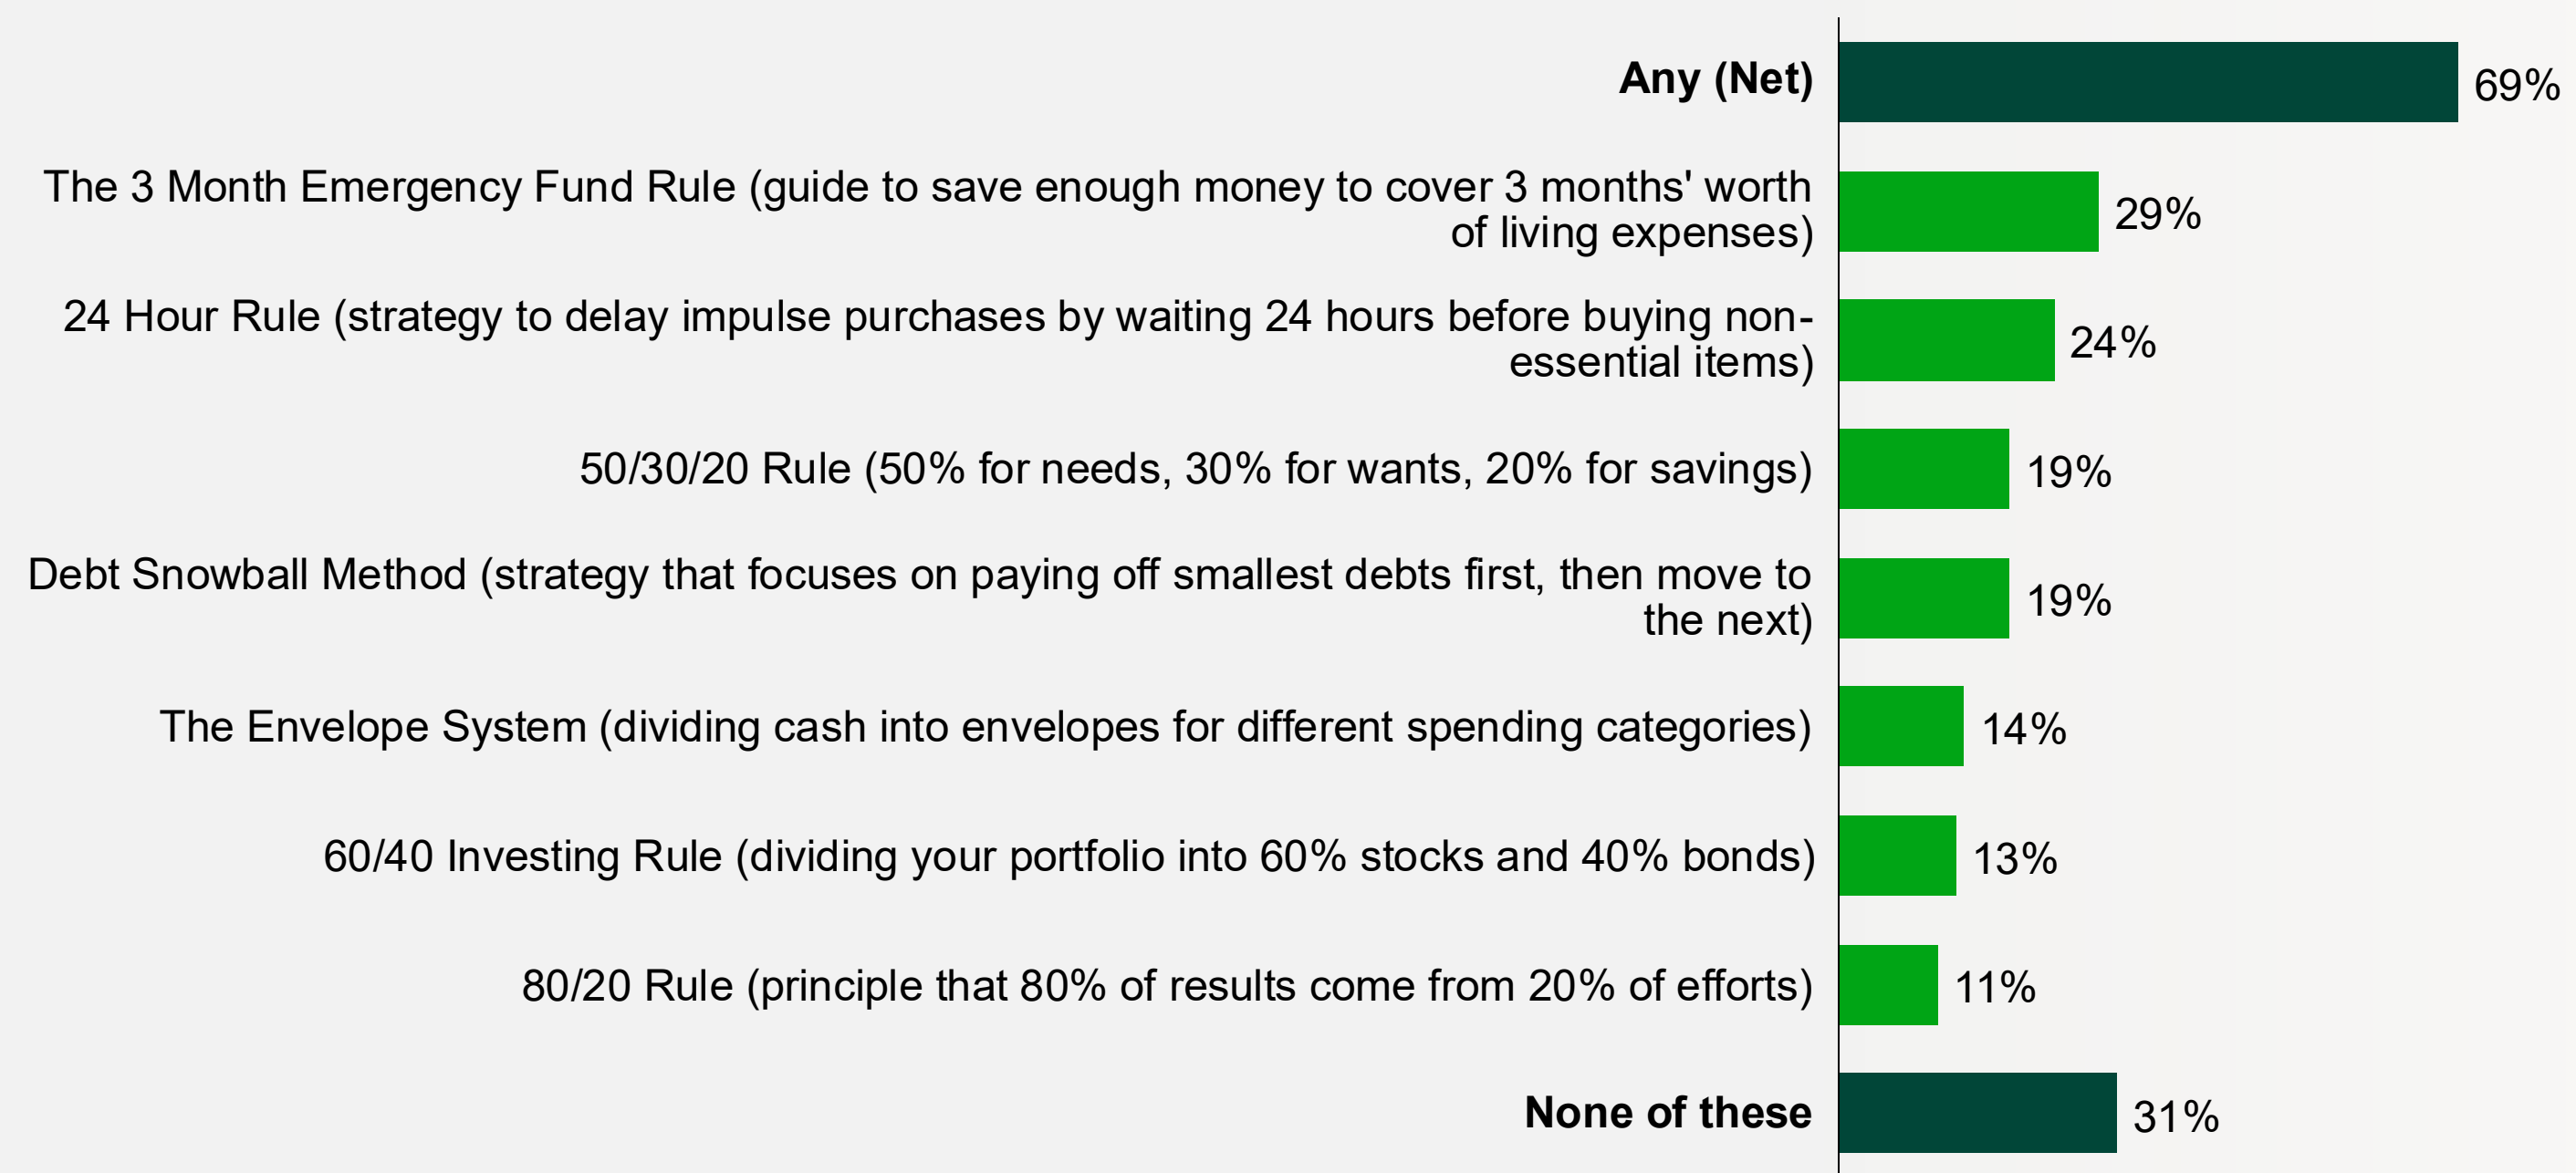 Any (Net)
69%
The 3 Month Emergency Fund Rule (guide to save enough money to cover 3 months' worth
of living expenses)
29%
24 Hour Rule (strategy to delay impulse purchases by waiting 24 hours before buying non-
essential items)
24%
50/30/20 Rule (50% for needs, 30% for wants, 20% for savings)
19%
Debt Snowball Method (strategy that focuses on paying off smallest debts first, then move to
the next)
19%
The Envelope System (dividing cash into envelopes for different spending categories)
14%
60/40 Investing Rule (dividing your portfolio into 60% stocks and 40% bonds)
13%
80/20 Rule (principle that 80% of results come from 20% of efforts)
11%
None of these
31%